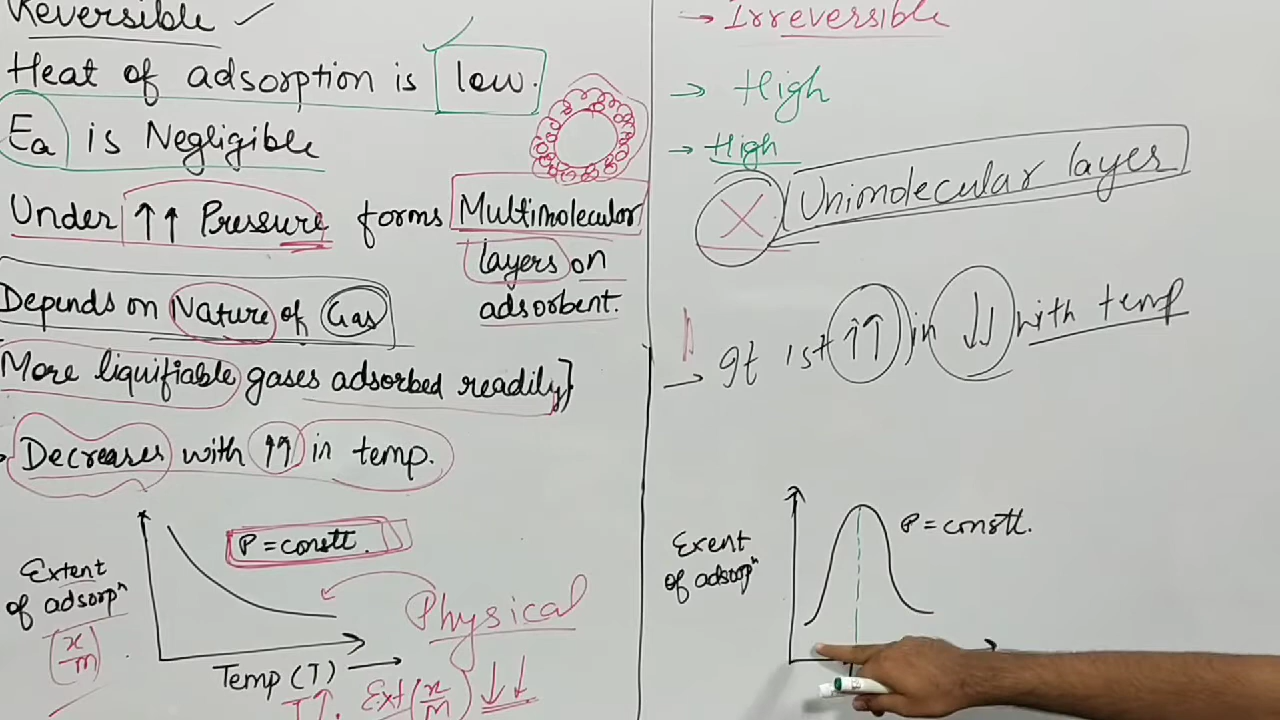 Reversible ✓
Heat of adsorption is low.
Ea is Negligible
Under ↑↑ Pressure forms Multimolecular
layers on
adsorbent.
Depends on Nature of Gas
More liquifiable gases adsorbed readily}
Decreases with ↑↑ in temp.
P = constt.
Extent
of adsorpⁿ
(x/m)
Physical
Temp (T) →
T↑, Ext (x/m) ↓↓
→ Irreversible
→ High
→ High
X (Unimolecular layer
→ It 1st ↑↑ in ↓↓ with temp
P = constt.
Exent
of adsorpⁿ